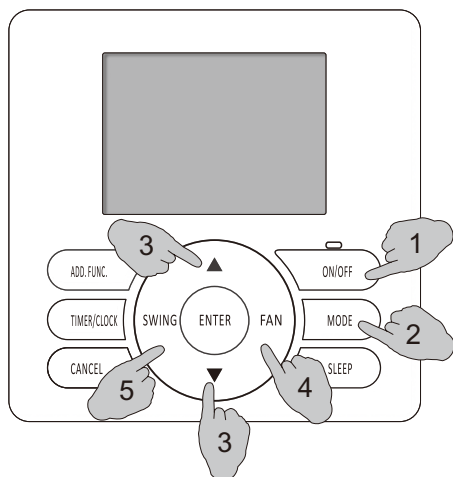 1
3
ADD. FUNC.
ON/OFF
TIMER/CLOCK
SWING
ENTER
FAN
MODE
2
CANCEL
SLEEP
5
4
3